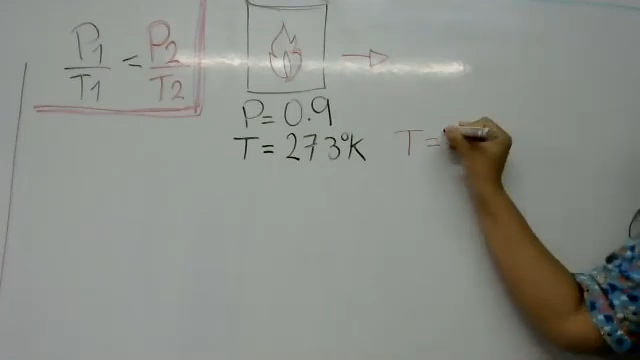 P1/T1 = P2/T2
P = 0.9
T = 273°K
T =